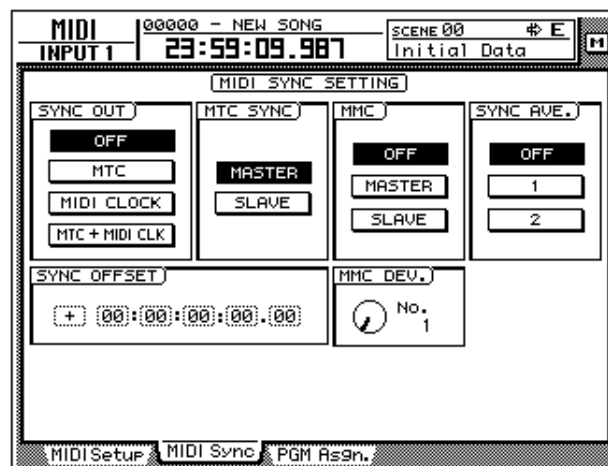 MIDI
INPUT 1
00000 - NEW SONG
23:59:09.987
SCENE 00
E
Initial Data
M
MIDI SYNC SETTING
SYNC OUT
OFF
MTC
MIDI CLOCK
MTC + MIDI CLK
MTC SYNC
MASTER
SLAVE
MMC
OFF
MASTER
SLAVE
SYNC AVE.
OFF
1
2
SYNC OFFSET
+ 00:00:00:00.00
MMC DEV.
No.
1
MIDI Setup MIDI Sync PGM Asgn.